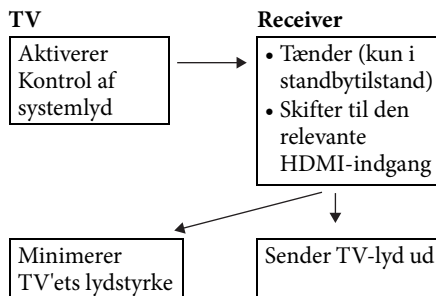 TV
Aktiverer
Kontrol af
systemlyd
Receiver
• Tænder (kun i
standbytilstand)
• Skifter til den
relevante
HDMI-indgang
Minimerer
TV'ets lydstyrke
Sender TV-lyd ud